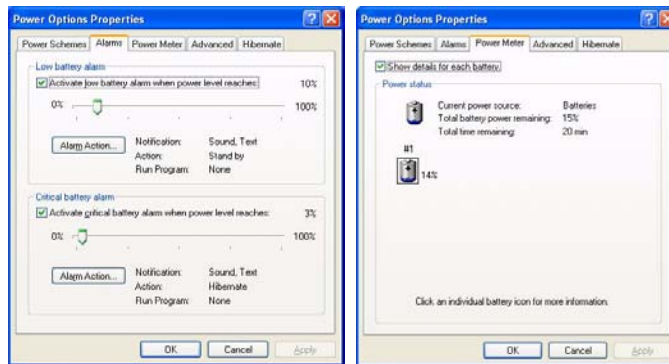 Power Options Properties
Power Schemes Alarms Power Meter Advanced Hibernate
Low battery alarm
Activate low battery alarm when power level reaches: 10%
0% 100%
Alarm Action... Notification: Sound, Text
Action: Stand by
Run Program: None
Critical battery alarm
Activate critical battery alarm when power level reaches: 3%
0% 100%
Alarm Action... Notification: Sound, Text
Action: Hibernate
Run Program: None
OK Cancel Apply
Power Options Properties
Power Schemes Alarms Power Meter Advanced Hibernate
Show details for each battery.
Power status
Current power source: Batteries
Total battery power remaining: 15%
Total time remaining: 20 min
#1
14%
Click an individual battery icon for more information.
OK Cancel Apply